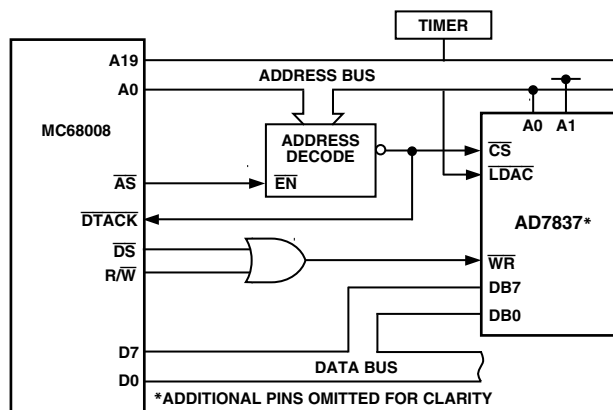 TIMER
A19
ADDRESS BUS
A0
MC68008
ADDRESS
DECODE
A0 A1
CS
AS
EN
LDAC
DTACK
AD7837*
DS
R/W
WR
DB7
DB0
D7
DATA BUS
D0
*ADDITIONAL PINS OMITTED FOR CLARITY